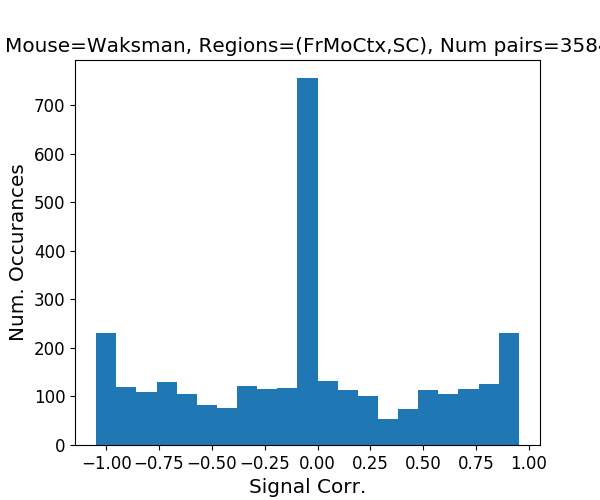 Mouse=Waksman, Regions=(FrMoCtx,SC), Num pairs=3584
700
600
500
400
300
200
100
0
Num. Occurances
−1.00 −0.75 −0.50 −0.25 0.00 0.25 0.50 0.75 1.00
Signal Corr.